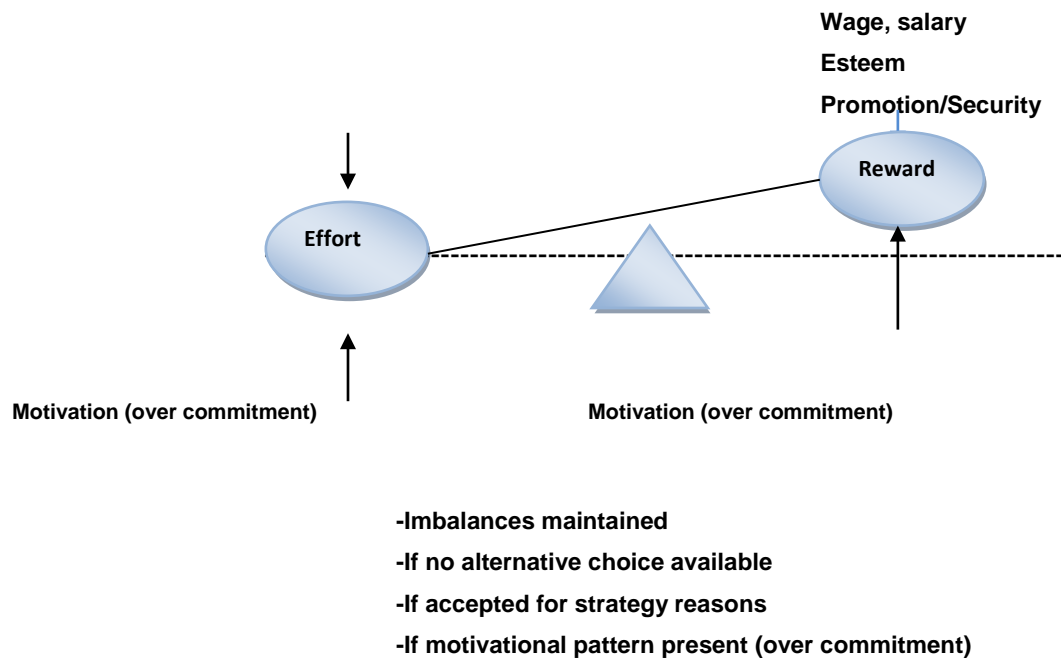 Wage, salary
Esteem
Promotion/Security
Reward
Effort
Motivation (over commitment)
Motivation (over commitment)
-Imbalances maintained
-If no alternative choice available
-If accepted for strategy reasons
-If motivational pattern present (over commitment)